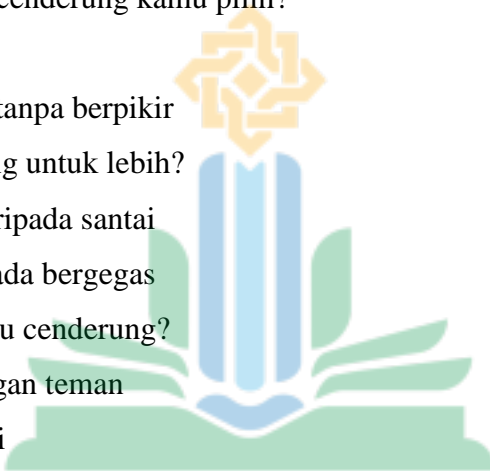 cenderung kamu pilih?
tanpa berpikir
g untuk lebih?
ripada santai
ada bergegas
u cenderung?
gan teman
i